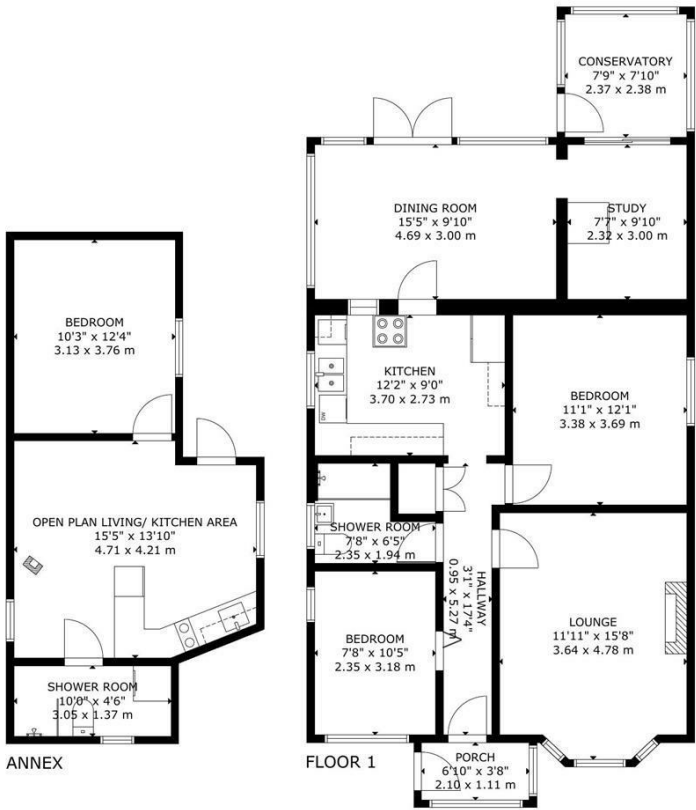 CONSERVATORY
7'9" x 7'10"
2.37 x 2.38 m
DINING ROOM
15'5" x 9'10"
4.69 x 3.00 m
STUDY
7'7" x 9'10"
2.32 x 3.00 m
BEDROOM
10'3" x 12'4"
3.13 x 3.76 m
KITCHEN
12'2" x 9'0"
3.70 x 2.73 m
DW
BEDROOM
11'1" x 12'1"
3.38 x 3.69 m
OPEN PLAN LIVING/ KITCHEN AREA
15'5" x 13'10"
4.71 x 4.21 m
SHOWER ROOM
7'8" x 6'5"
2.35 x 1.94 m
HALLWAY
3'1" x 17'4"
0.95 x 5.27 m
BEDROOM
7'8" x 10'5"
2.35 x 3.18 m
LOUNGE
11'11" x 15'8"
3.64 x 4.78 m
SHOWER ROOM
10'0" x 4'6"
3.05 x 1.37 m
PORCH
6'10" x 3'8"
2.10 x 1.11 m
ANNEX
FLOOR 1